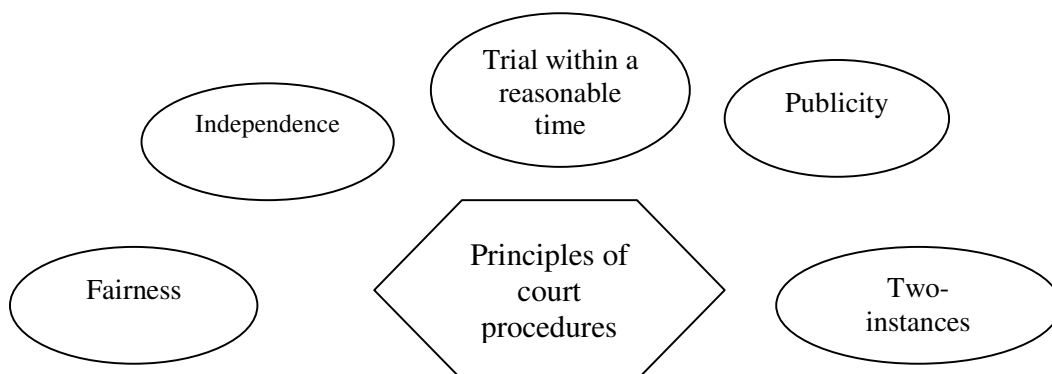 Trial within a
reasonable
time
Publicity
Independence
Principles of
court
procedures
Fairness
Two-
instances